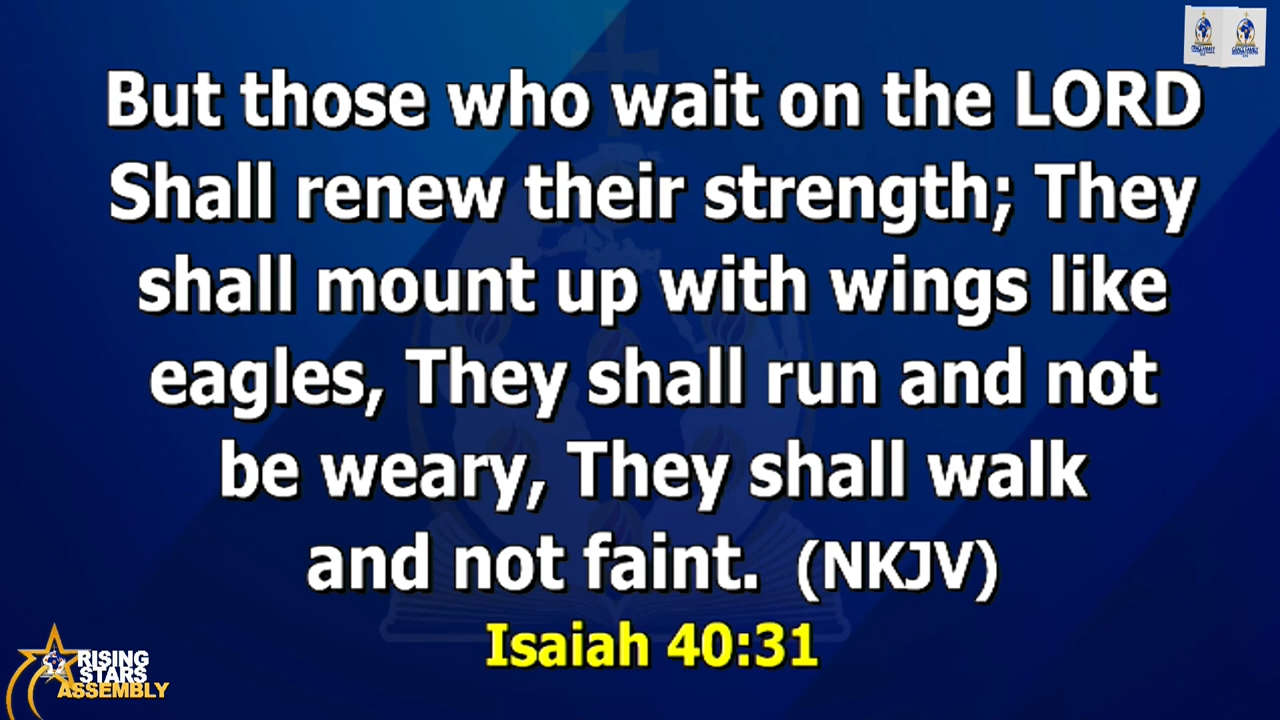 But those who wait on the LORD
Shall renew their strength; They
shall mount up with wings like
eagles, They shall run and not
be weary, They shall walk
and not faint.  (NKJV)
Isaiah 40:31
RISING
STARS
ASSEMBLY